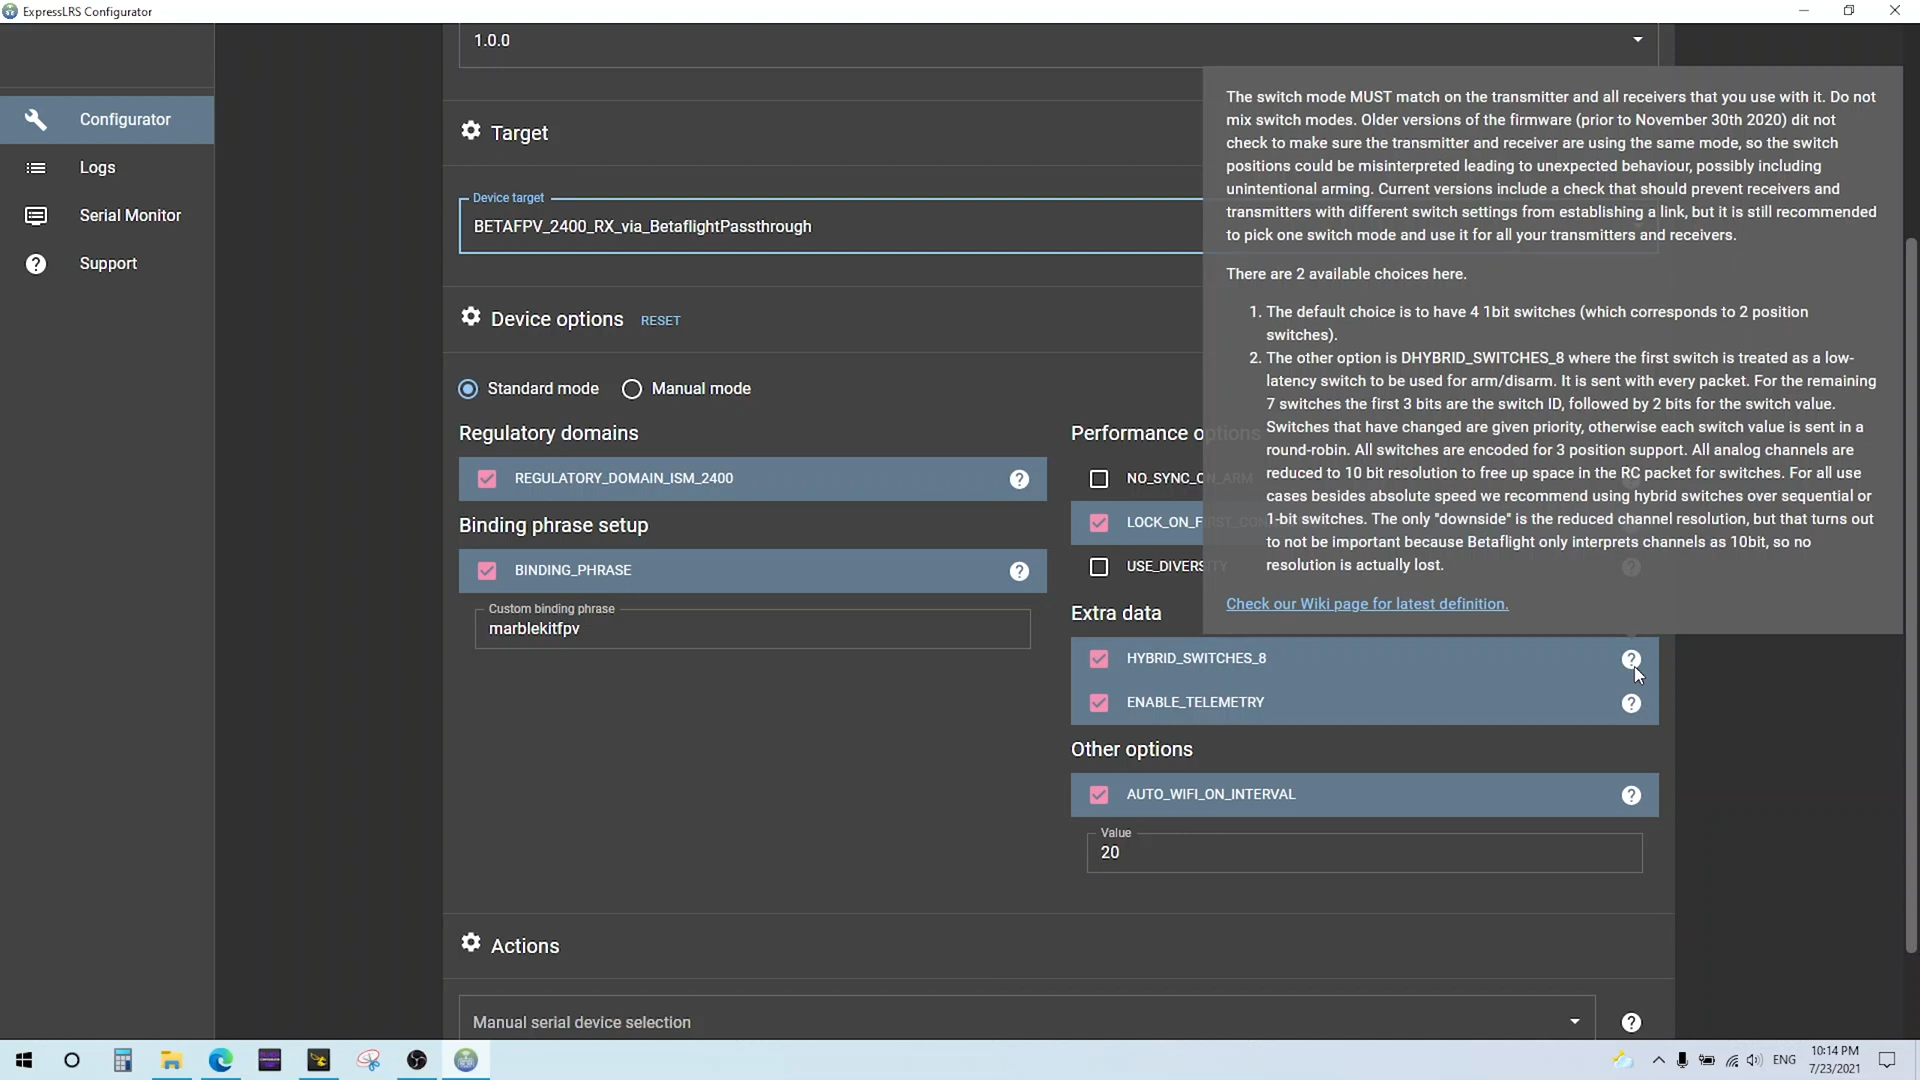 ExpressLRS Configurator
1.0.0
Configurator
Logs
Serial Monitor
Support
Target
Device target
BETAFPV_2400_RX_via_BetaflightPassthrough
Device options RESET
Standard mode Manual mode
Regulatory domains
REGULATORY_DOMAIN_ISM_2400
Binding phrase setup
BINDING_PHRASE
Custom binding phrase
marblekitfpv
Performance options
NO_SYNC_ON_ARM
LOCK_ON_FIRST_CON
USE_DIVERSITY
The switch mode MUST match on the transmitter and all receivers that you use with it. Do not
mix switch modes. Older versions of the firmware (prior to November 30th 2020) dit not
check to make sure the transmitter and receiver are using the same mode, so the switch
positions could be misinterpreted leading to unexpected behaviour, possibly including
unintentional arming. Current versions include a check that should prevent receivers and
transmitters with different switch settings from establishing a link, but it is still recommended
to pick one switch mode and use it for all your transmitters and receivers.
There are 2 available choices here.
1. The default choice is to have 4 1bit switches (which corresponds to 2 position
switches).
2. The other option is DHYBRID_SWITCHES_8 where the first switch is treated as a low-
latency switch to be used for arm/disarm. It is sent with every packet. For the remaining
7 switches the first 3 bits are the switch ID, followed by 2 bits for the switch value.
Switches that have changed are given priority, otherwise each switch value is sent in a
round-robin. All switches are encoded for 3 position support. All analog channels are
reduced to 10 bit resolution to free up space in the RC packet for switches. For all use
cases besides absolute speed we recommend using hybrid switches over sequential or
1-bit switches. The only "downside" is the reduced channel resolution, but that turns out
to not be important because Betaflight only interprets channels as 10bit, so no
resolution is actually lost.
Check our Wiki page for latest definition.
Extra data
HYBRID_SWITCHES_8
ENABLE_TELEMETRY
Other options
AUTO_WIFI_ON_INTERVAL
Value
20
Actions
Manual serial device selection
ENG
10:14 PM
7/23/2021